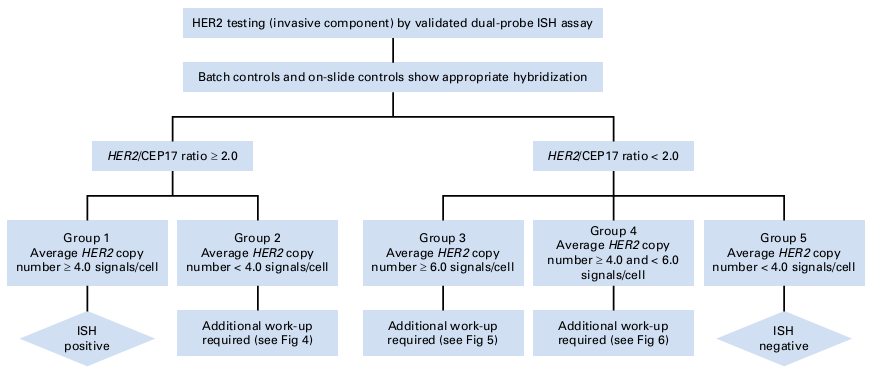 HER2 testing (invasive component) by validated dual-probe ISH assay
Batch controls and on-slide controls show appropriate hybridization
HER2/CEP17 ratio ≥ 2.0
HER2/CEP17 ratio < 2.0
Group 1
Average HER2 copy
number ≥ 4.0 signals/cell
Group 2
Average HER2 copy
number < 4.0 signals/cell
Group 3
Average HER2 copy
number ≥ 6.0 signals/cell
Group 4
Average HER2 copy
number ≥ 4.0 and < 6.0
signals/cell
Group 5
Average HER2 copy
number < 4.0 signals/cell
ISH
positive
Additional work-up
required (see Fig 4)
Additional work-up
required (see Fig 5)
Additional work-up
required (see Fig 6)
ISH
negative